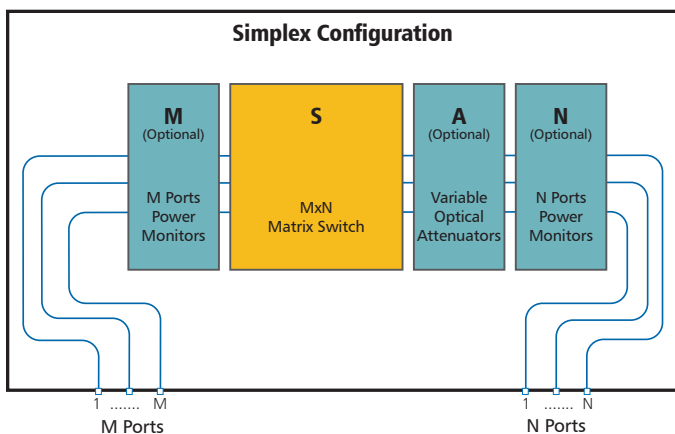 Simplex Configuration
M
(Optional)
M Ports
Power
Monitors
S
MxN
Matrix Switch
A
(Optional)
Variable
Optical
Attenuators
N
(Optional)
N Ports
Power
Monitors
1 ....... M
M Ports
1 ....... N
N Ports